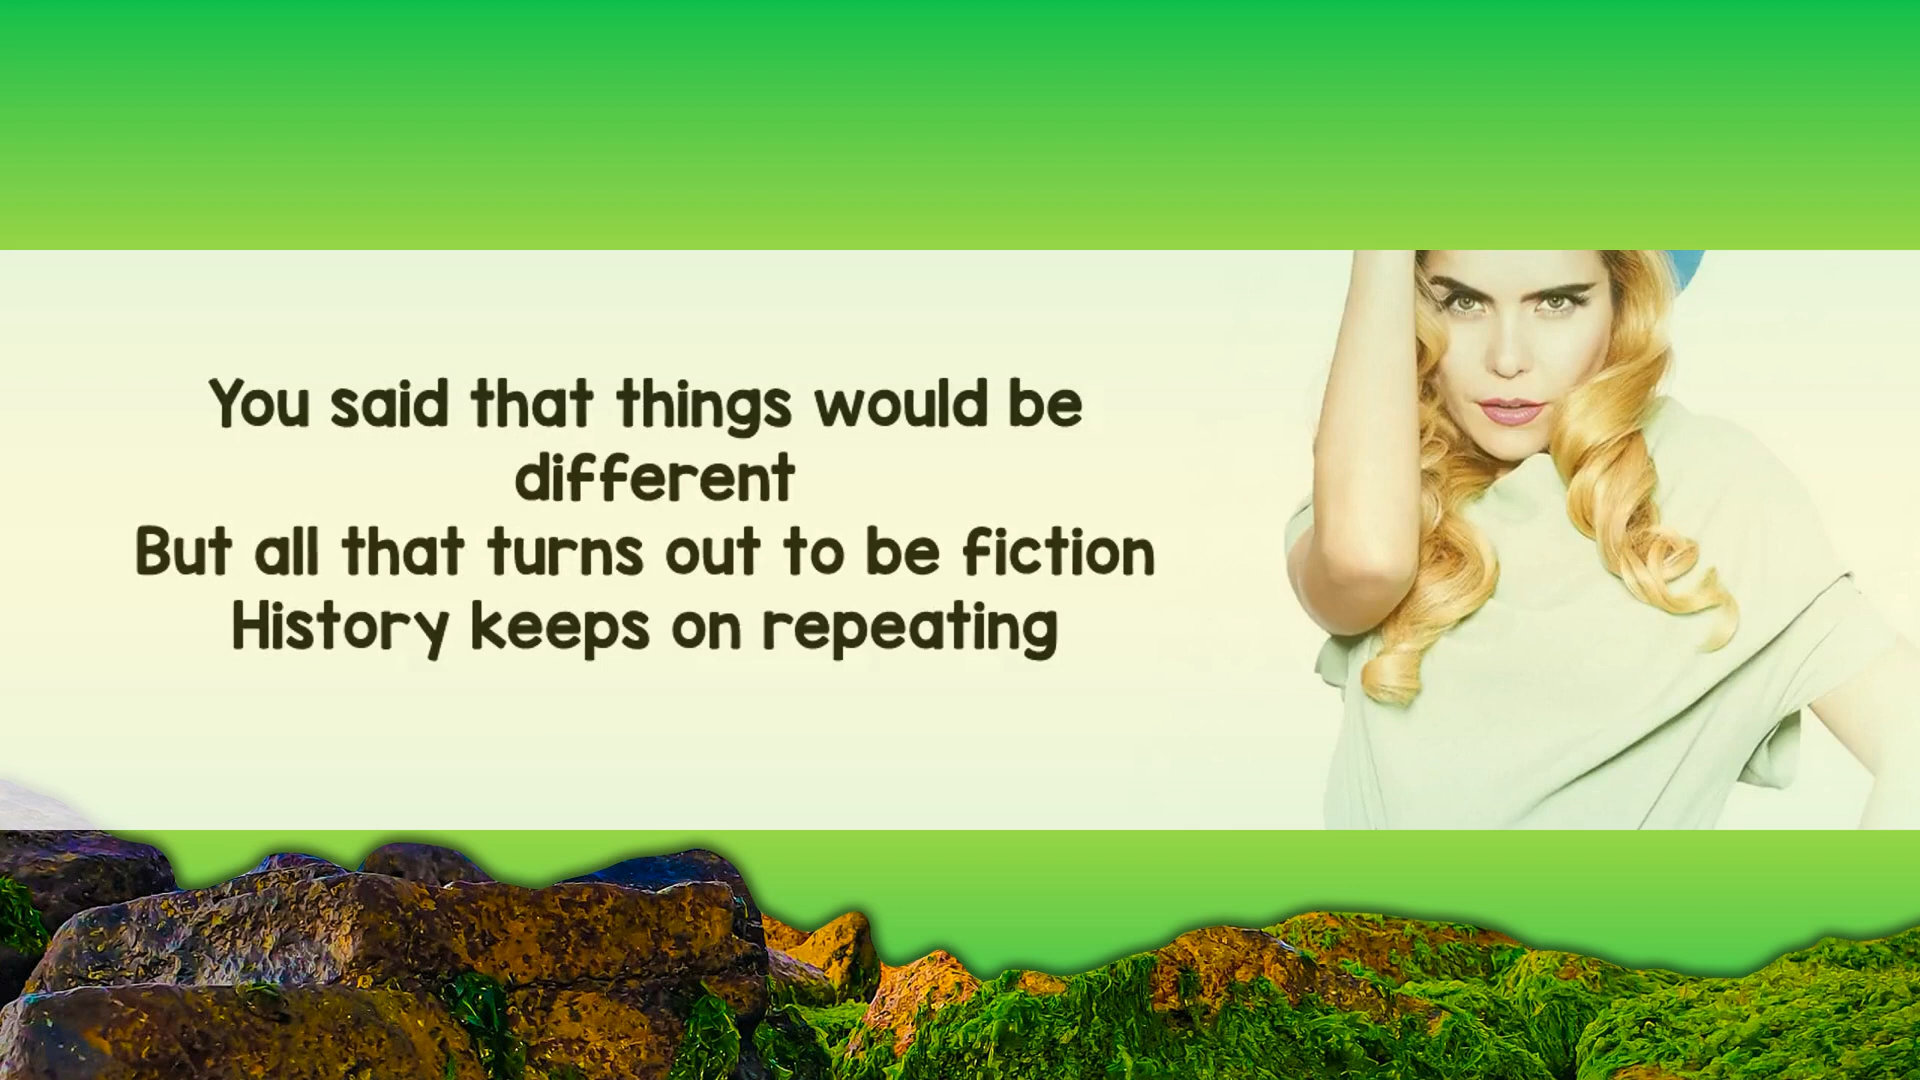 You said that things would be
different
But all that turns out to be fiction
History keeps on repeating